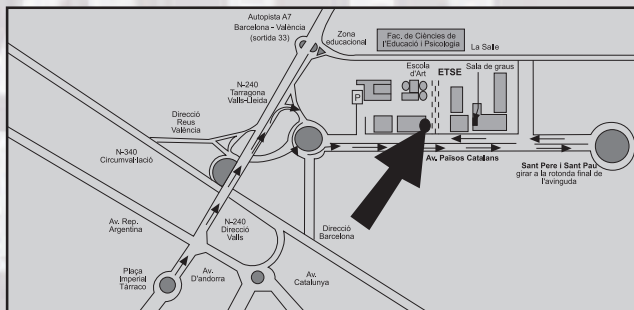 Autopista A7
Barcelona - València
(sortida 33)
Zona
educacional
Fac. de Ciències de
l'Educació i Psicologia
La Salle
Escola
d'Art
ETSE
Sala de graus
N-240
Tarragona
Valls-Lleida
P
Direcció
Reus
València
N-340
Circumval·lació
Av. Països Catalans
Sant Pere i Sant Pau
girar a la rotonda final de
l'avinguda
Av. Rep.
Argentina
N-240
Direcció
Valls
Direcció
Barcelona
Plaça
Imperial
Tàrraco
Av.
D'andorra
Av.
Catalunya